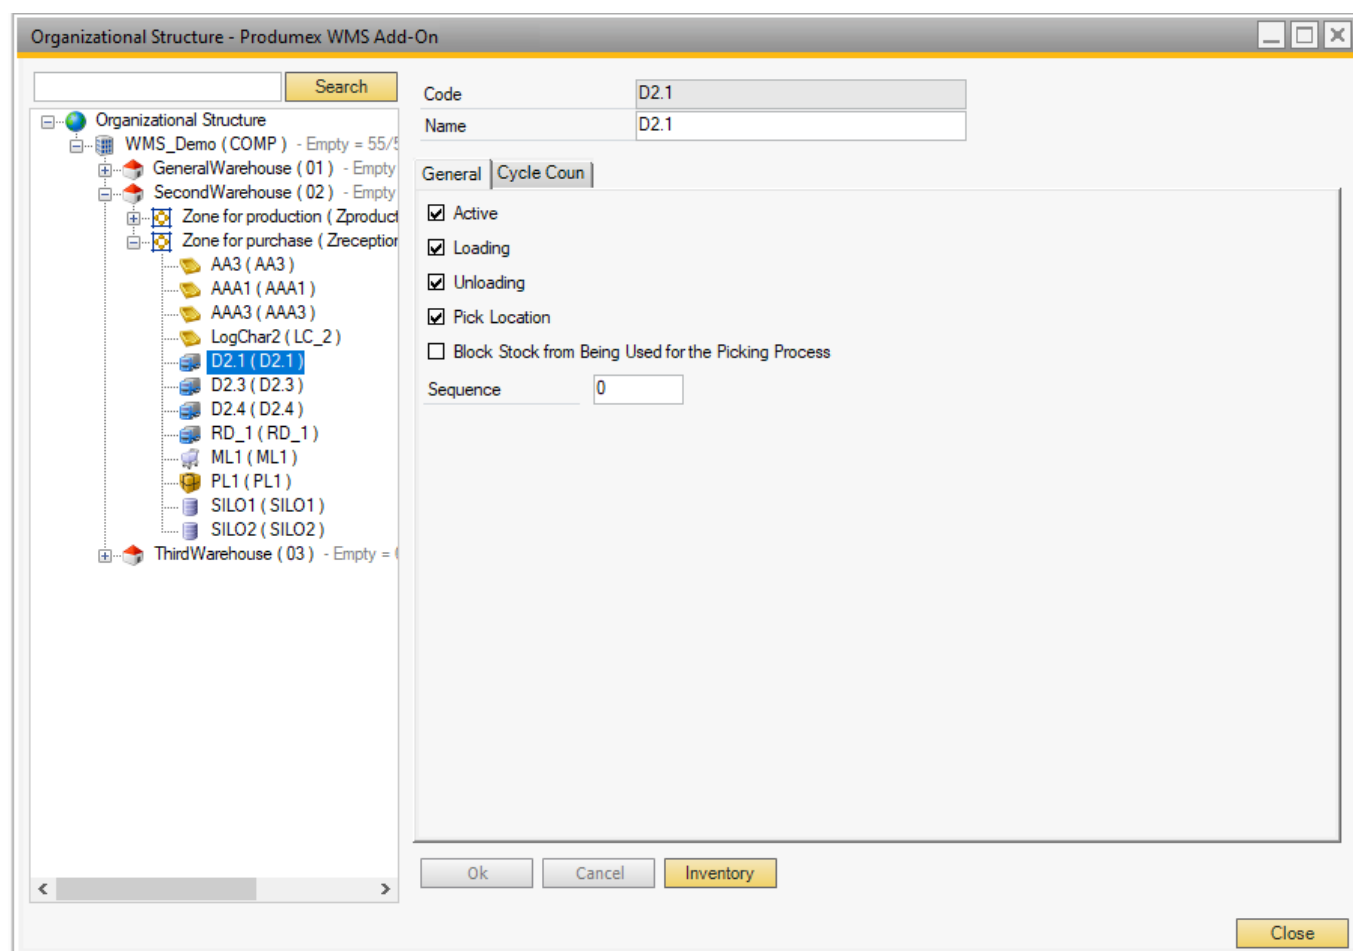 Organizational Structure - Produmex WMS Add-On
Search
Organizational Structure
WMS_Demo ( COMP ) - Empty = 55/5
GeneralWarehouse ( 01 ) - Empty
SecondWarehouse ( 02 ) - Empty
Zone for production ( Zproduct
Zone for purchase ( Zreception
AA3 ( AA3 )
AAA1 ( AAA1 )
AAA3 ( AAA3 )
LogChar2 ( LC_2 )
D2.1 ( D2.1 )
D2.3 ( D2.3 )
D2.4 ( D2.4 )
RD_1 ( RD_1 )
ML1 ( ML1 )
PL1 ( PL1 )
SILO1 ( SILO1 )
SILO2 ( SILO2 )
ThirdWarehouse ( 03 ) - Empty =
Code D2.1
Name D2.1
General Cycle Coun
Active
Loading
Unloading
Pick Location
Block Stock from Being Used for the Picking Process
Sequence 0
Ok Cancel Inventory
Close